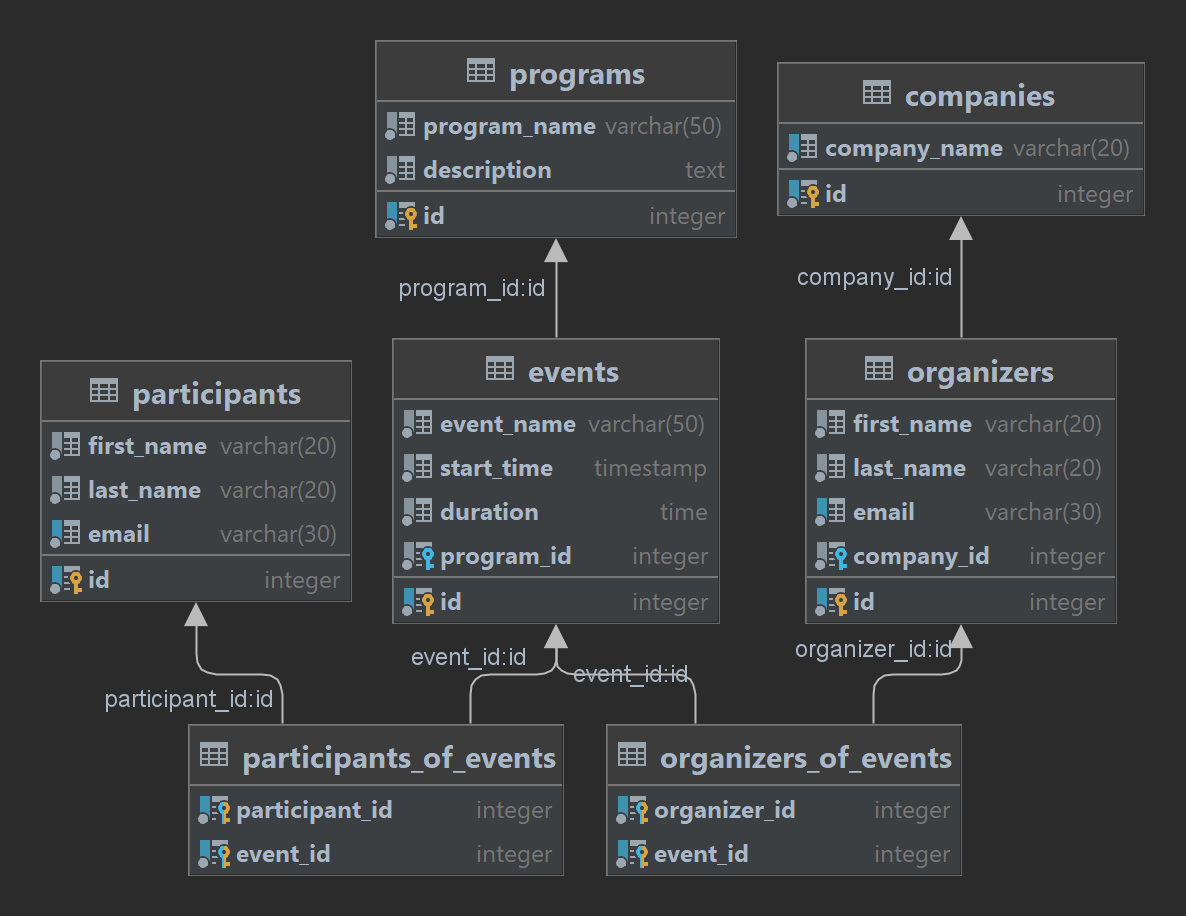 programs
program_name varchar(50)
description text
id integer
companies
company_name varchar(20)
id integer
program_id:id
company_id:id
participants
first_name varchar(20)
last_name varchar(20)
email varchar(30)
id integer
events
event_name varchar(50)
start_time timestamp
duration time
program_id integer
id integer
organizers
first_name varchar(20)
last_name varchar(20)
email varchar(30)
company_id integer
id integer
participant_id:id
event_id:id
event_id:id
organizer_id:id
participants_of_events
participant_id integer
event_id integer
organizers_of_events
organizer_id integer
event_id integer